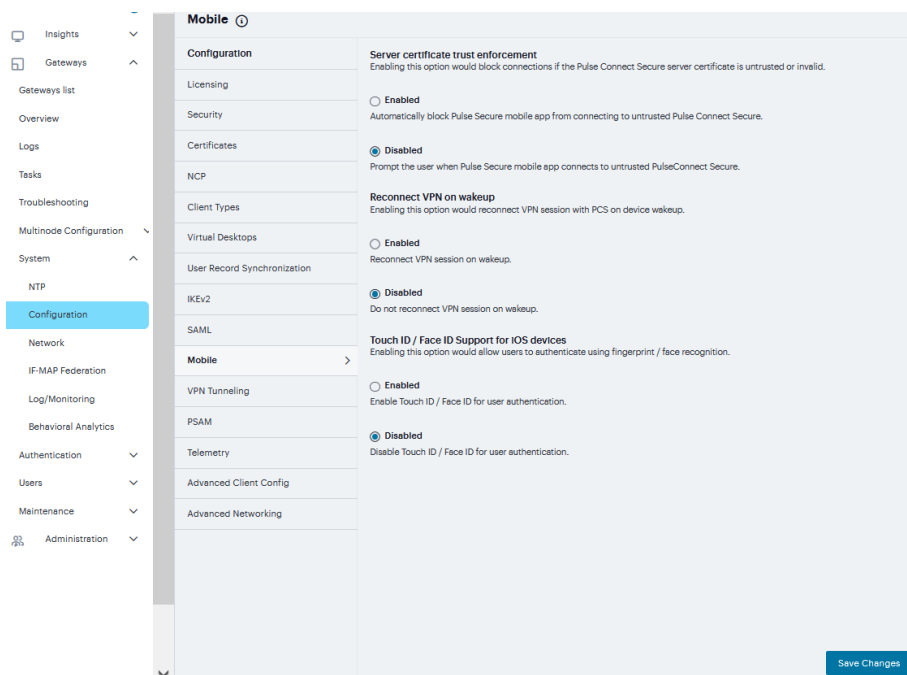 Insights
Gateways
Gateways list
Overview
Logs
Tasks
Troubleshooting
Multinode Configuration
System
NTP
Configuration
Network
IF-MAP Federation
Log/Monitoring
Behavioral Analytics
Authentication
Users
Maintenance
Administration
Mobile
Configuration
Licensing
Security
Certificates
NCP
Client Types
Virtual Desktops
User Record Synchronization
IKEv2
SAML
Mobile
VPN Tunneling
PSAM
Telemetry
Advanced Client Config
Advanced Networking
Server certificate trust enforcement
Enabling this option would block connections if the Pulse Connect Secure server certificate is untrusted or invalid.
Enabled
Automatically block Pulse Secure mobile app from connecting to untrusted Pulse Connect Secure.
Disabled
Prompt the user when Pulse Secure mobile app connects to untrusted PulseConnect Secure.
Reconnect VPN on wakeup
Enabling this option would reconnect VPN session with PCS on device wakeup.
Enabled
Reconnect VPN session on wakeup.
Disabled
Do not reconnect VPN session on wakeup.
Touch ID / Face ID Support for iOS devices
Enabling this option would allow users to authenticate using fingerprint / face recognition.
Enabled
Enable Touch ID / Face ID for user authentication.
Disabled
Disable Touch ID / Face ID for user authentication.
Save Changes